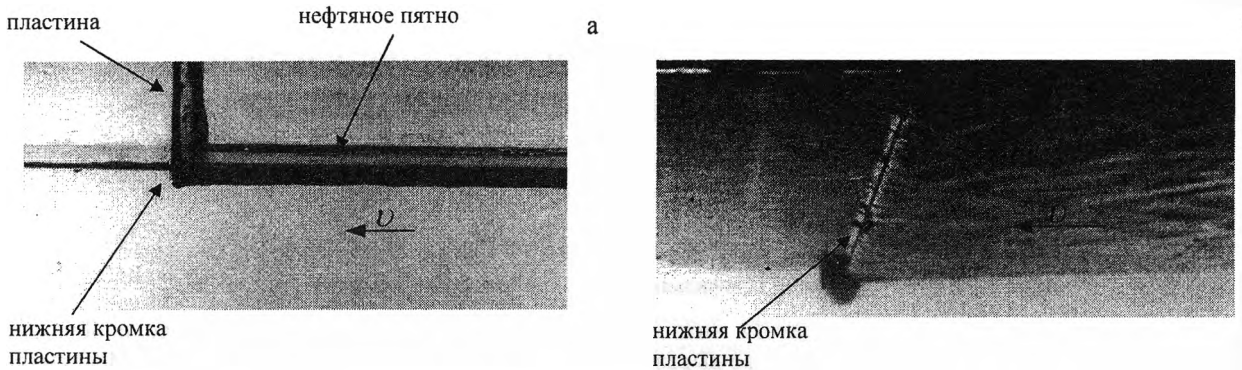 пластина
нефтяное пятно
а
υ
нижняя кромка
пластины
υ
нижняя кромка
пластины